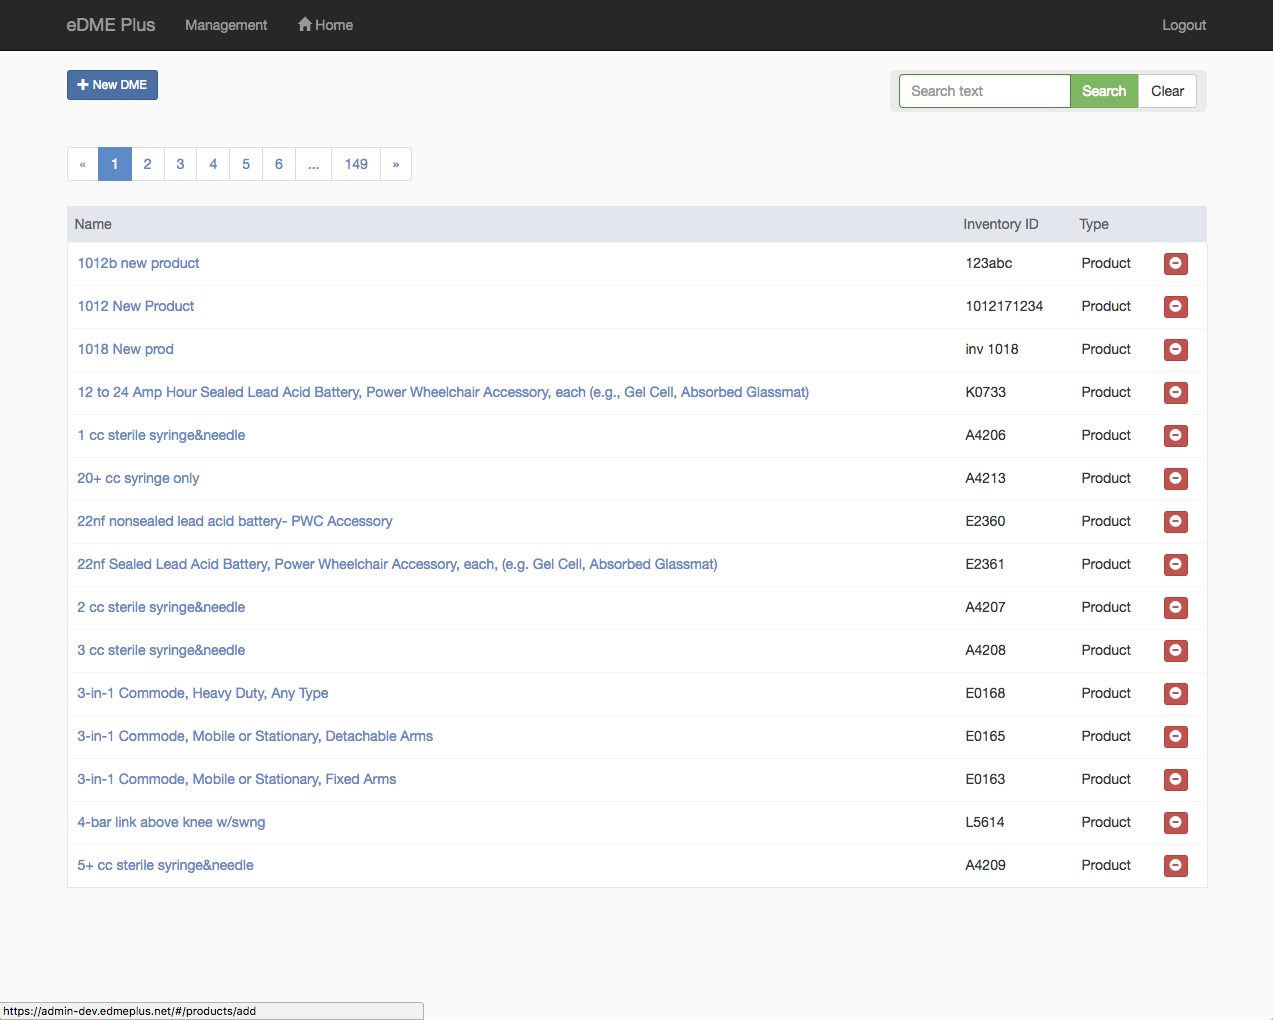 eDME Plus Management Home Logout
New DME Search text Search Clear
« 1 2 3 4 5 6 ... 149 »
Name Inventory ID Type
1012b new product 123abc Product
1012 New Product 1012171234 Product
1018 New prod inv 1018 Product
12 to 24 Amp Hour Sealed Lead Acid Battery, Power Wheelchair Accessory, each (e.g., Gel Cell, Absorbed Glassmat) K0733 Product
1 cc sterile syringe&needle A4206 Product
20+ cc syringe only A4213 Product
22nf nonsealed lead acid battery- PWC Accessory E2360 Product
22nf Sealed Lead Acid Battery, Power Wheelchair Accessory, each, (e.g. Gel Cell, Absorbed Glassmat) E2361 Product
2 cc sterile syringe&needle A4207 Product
3 cc sterile syringe&needle A4208 Product
3-in-1 Commode, Heavy Duty, Any Type E0168 Product
3-in-1 Commode, Mobile or Stationary, Detachable Arms E0165 Product
3-in-1 Commode, Mobile or Stationary, Fixed Arms E0163 Product
4-bar link above knee w/swng L5614 Product
5+ cc sterile syringe&needle A4209 Product
https://admin-dev.edmeplus.net/#/products/add